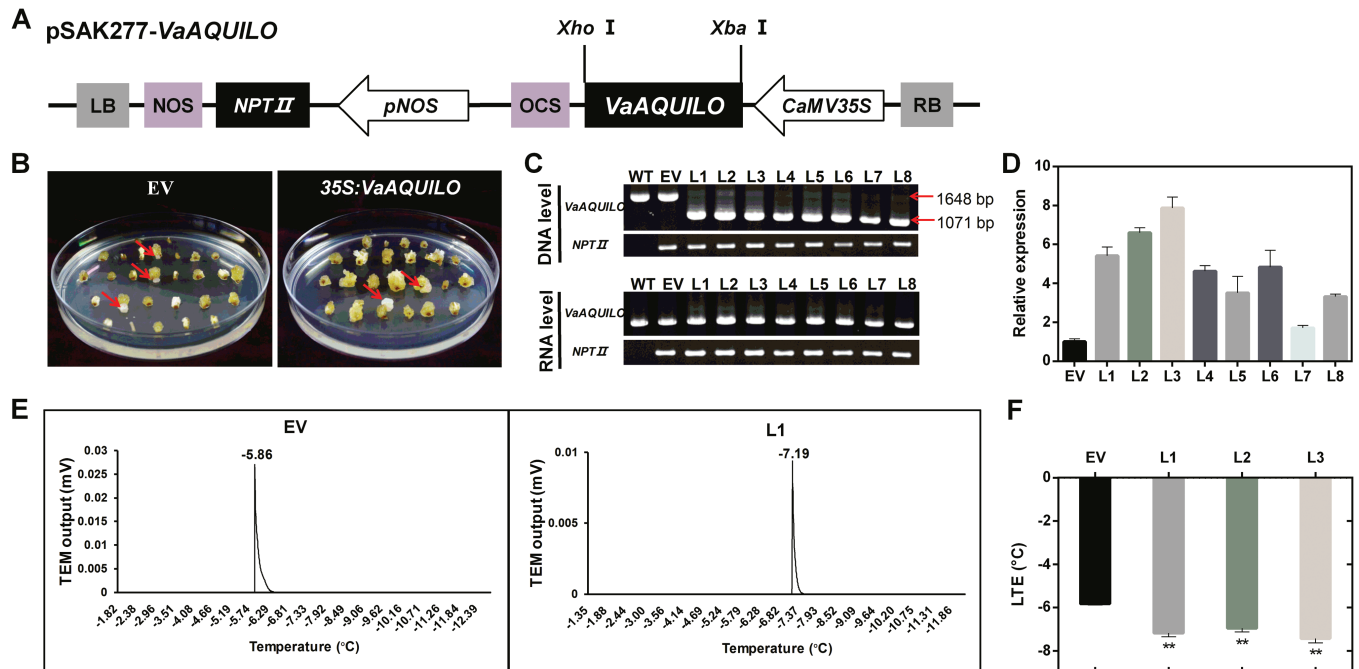 A
pSAK277-VaAQUILO
Xho I
Xba I
LB
NOS
NPT II
pNOS
OCS
VaAQUILO
CaMV35S
RB
B
EV
35S:VaAQUILO
C
WT EV L1 L2 L3 L4 L5 L6 L7 L8
DNA level
VaAQUILO
1648 bp
1071 bp
NPT II
WT EV L1 L2 L3 L4 L5 L6 L7 L8
RNA level
VaAQUILO
NPT II
D
Relative expression
10
8
6
4
2
0
EV L1 L2 L3 L4 L5 L6 L7 L8
E
EV
-5.86
TEM output (mV)
0.03
0.025
0.02
0.015
0.01
0.005
0
-1.82 -2.38 -2.96 -3.51 -4.08 -4.66 -5.19 -5.74 -6.29 -6.81 -7.33 -7.92 -8.49 -9.06 -9.62 -10.16 -10.71 -11.26 -11.84 -12.39
Temperature (°C)
L1
-7.19
TEM output (mV)
0.01
0.005
0
-1.35 -1.88 -2.44 -3.00 -3.56 -4.14 -4.69 -5.24 -5.79 -6.28 -6.82 -7.37 -7.93 -8.51 -9.09 -9.64 -10.20 -10.75 -11.31 -11.86
Temperature (°C)
F
EV L1 L2 L3
LTE (°C)
0
-2
-4
-6
-8
** ** **